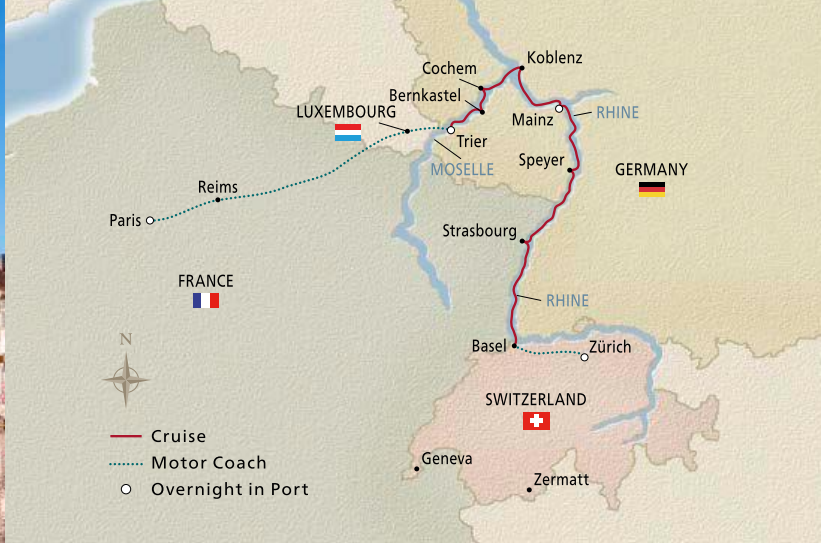 Koblenz
Cochem
Bernkastel
LUXEMBOURG
Mainz
RHINE
Trier
Speyer
MOSELLE
GERMANY
Reims
Paris
Strasbourg
FRANCE
RHINE
N
Basel
Zürich
SWITZERLAND
Cruise
Motor Coach
Overnight in Port
Geneva
Zermatt